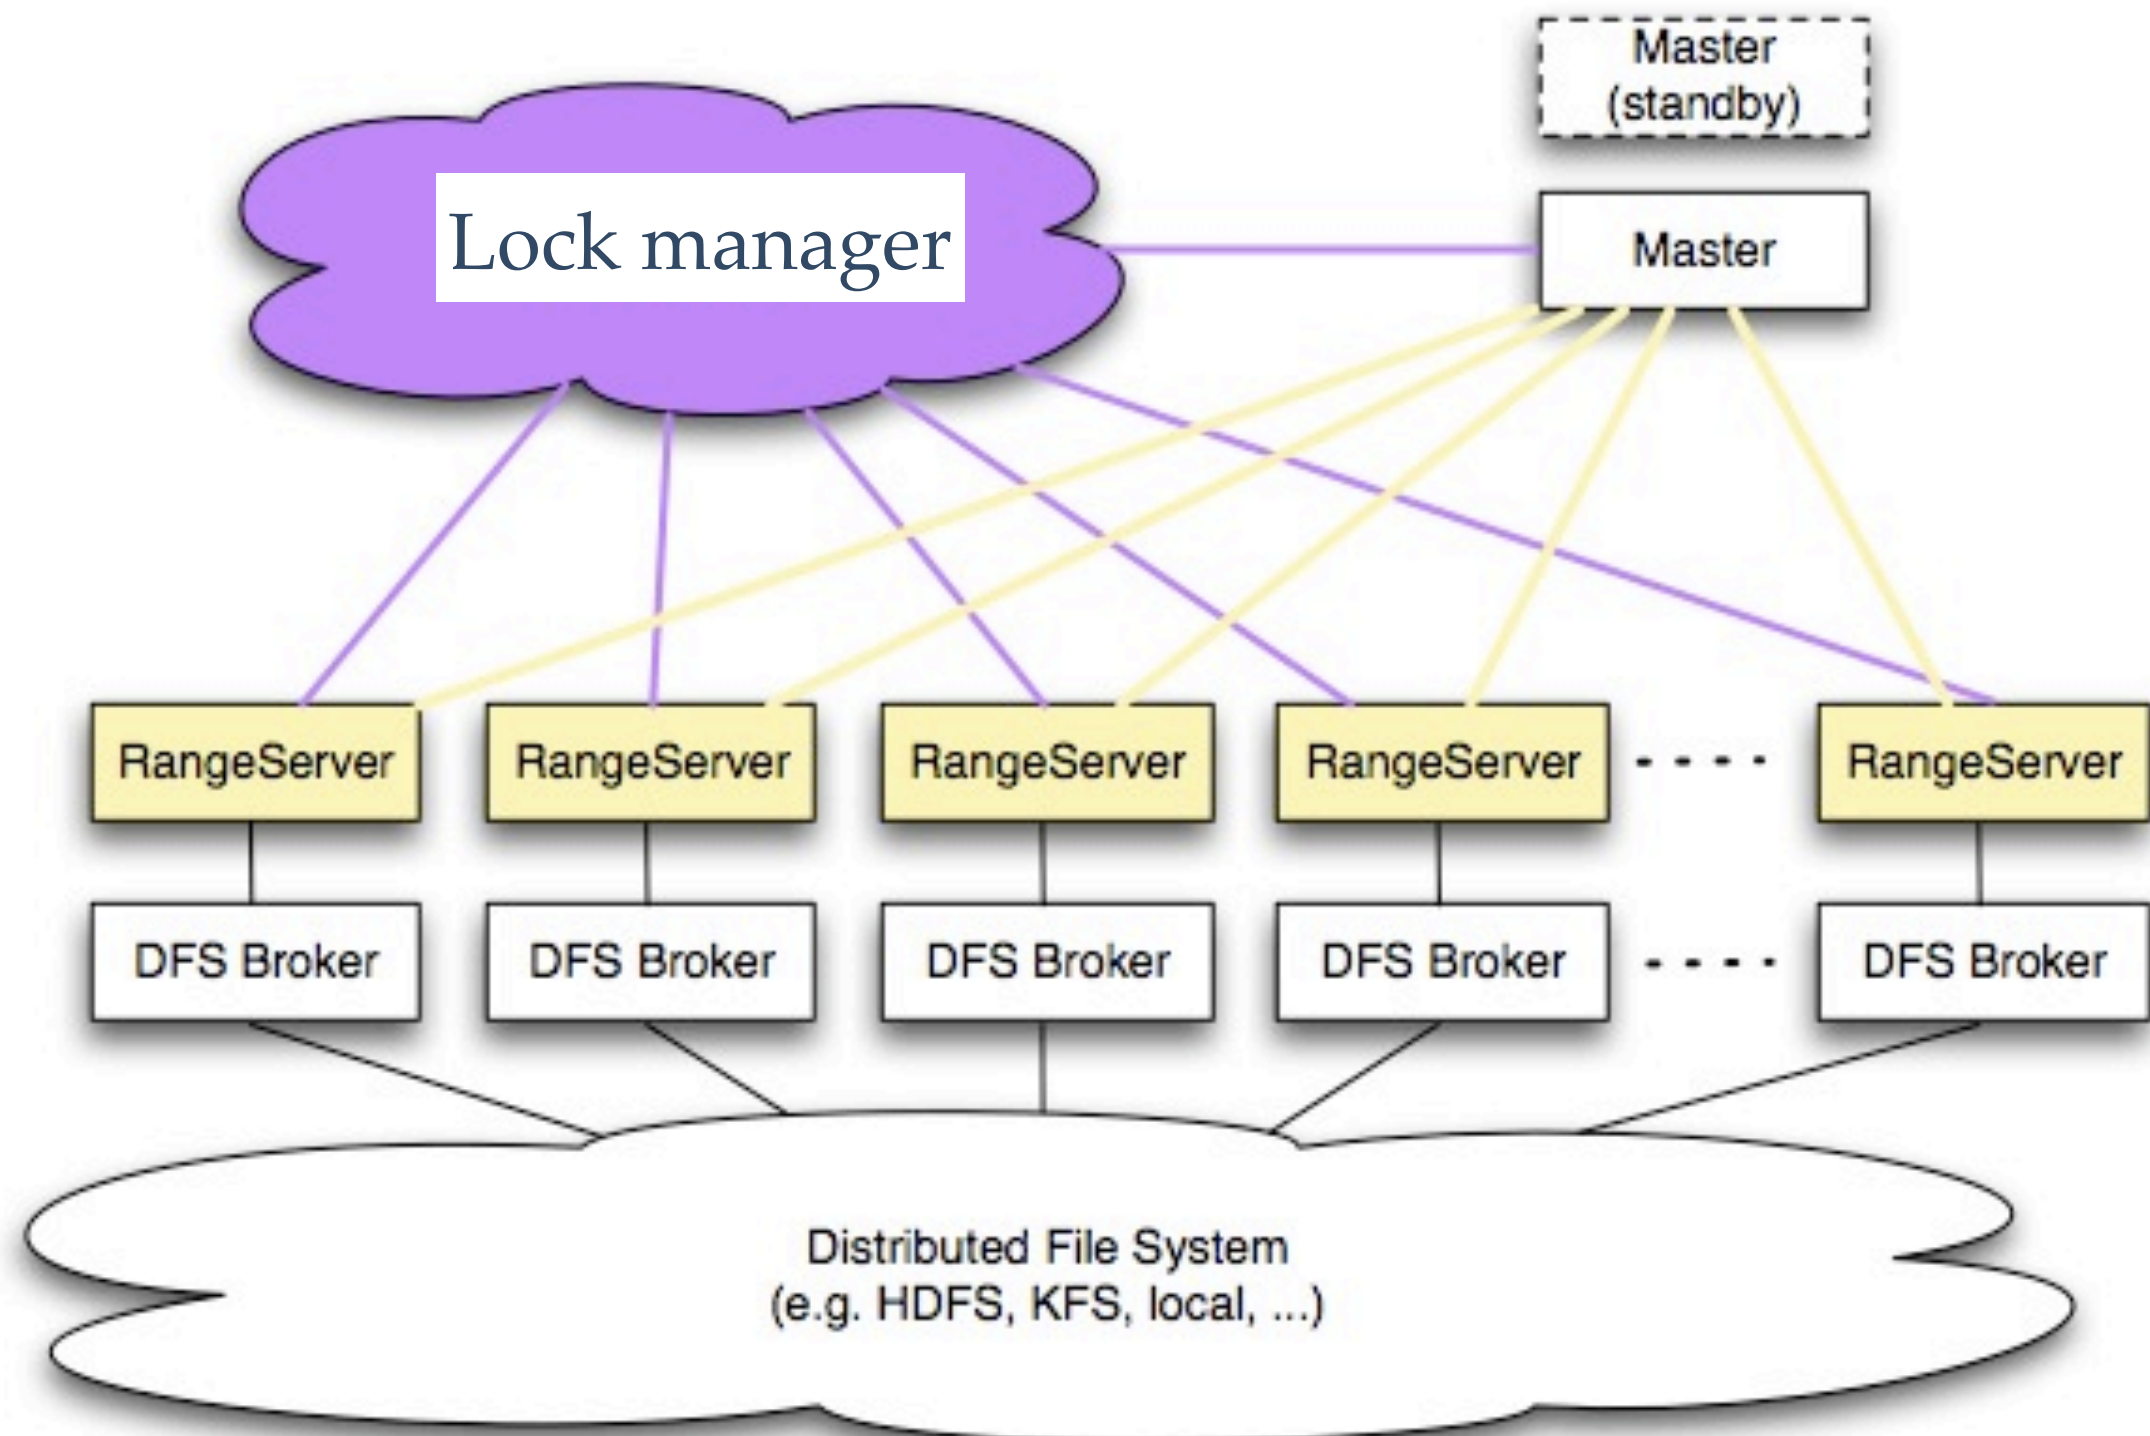 Master
(standby)
Lock manager
Master
RangeServer
RangeServer
RangeServer
RangeServer
RangeServer
DFS Broker
DFS Broker
DFS Broker
DFS Broker
DFS Broker
Distributed File System
(e.g. HDFS, KFS, local, ...)